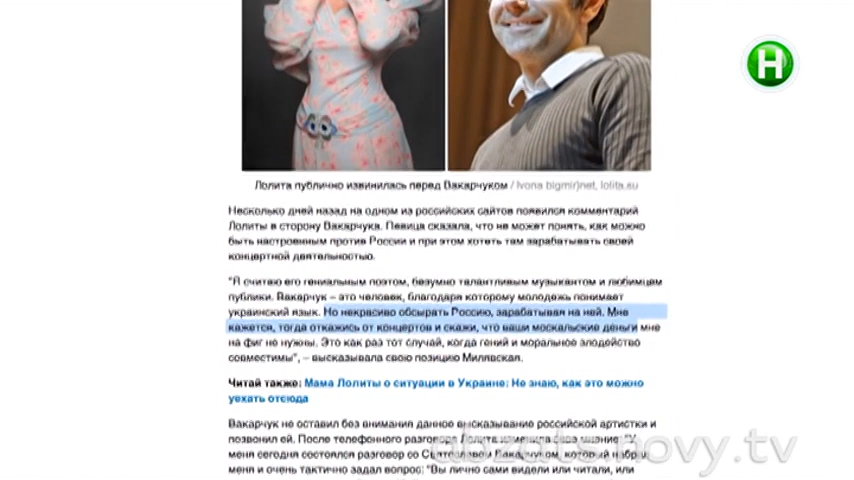 Н
Лолита публично извинилась перед Вакарчуком / Ivona bigmir)net, lolita.su
Несколько дней назад на одном из российских сайтов появился комментарий
Лолиты в сторону Вакарчука. Певица сказала, что не может понять, как можно
быть настроенным против России и при этом хотеть там зарабатывать своей
концертной деятельностью.
"Я считаю его гениальным поэтом, безумно талантливым музыкантом и любимцем
публики. Вакарчук – это человек, благодаря которому молодежь понимает
украинский язык. Но некрасиво обсырать Россию, зарабатывая на ней. Мне
кажется, тогда откажись от концертов и скажи, что ваши москальские деньги мне
на фиг не нужны. Это как раз тот случай, когда гений и моральное злодейство
совместимы", – высказывала свою позицию Милявская.
Читай также: Мама Лолиты о ситуации в Украине: Не знаю, как это можно
уехать отсюда
Вакарчук не оставил без внимания данное высказывание российской артистки и
позвонил ей. После телефонного разговора Лолита изменила свое мнение. "У
меня сегодня состоялся разговор со Святославом Вакарчуком, который набрал
меня и очень тактично задал вопрос: "Вы лично сами видели или читали, или
abzats.novy.tv